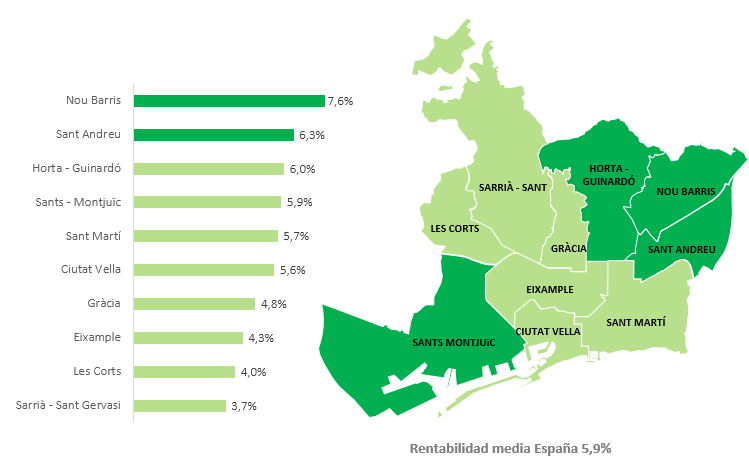 Nou Barris 7,6%
Sant Andreu 6,3%
Horta - Guinardó 6,0%
Sants - Montjuïc 5,9%
Sant Martí 5,7%
Ciutat Vella 5,6%
Gràcia 4,8%
Eixample 4,3%
Les Corts 4,0%
Sarrià - Sant Gervasi 3,7%
HORTA -
GUINARDÓ
SARRIÀ - SANT
NOU BARRIS
LES CORTS
GRÀCIA
SANT ANDREU
EIXAMPLE
SANT MARTÍ
CIUTAT VELLA
SANTS MONTJUïC
Rentabilidad media España 5,9%